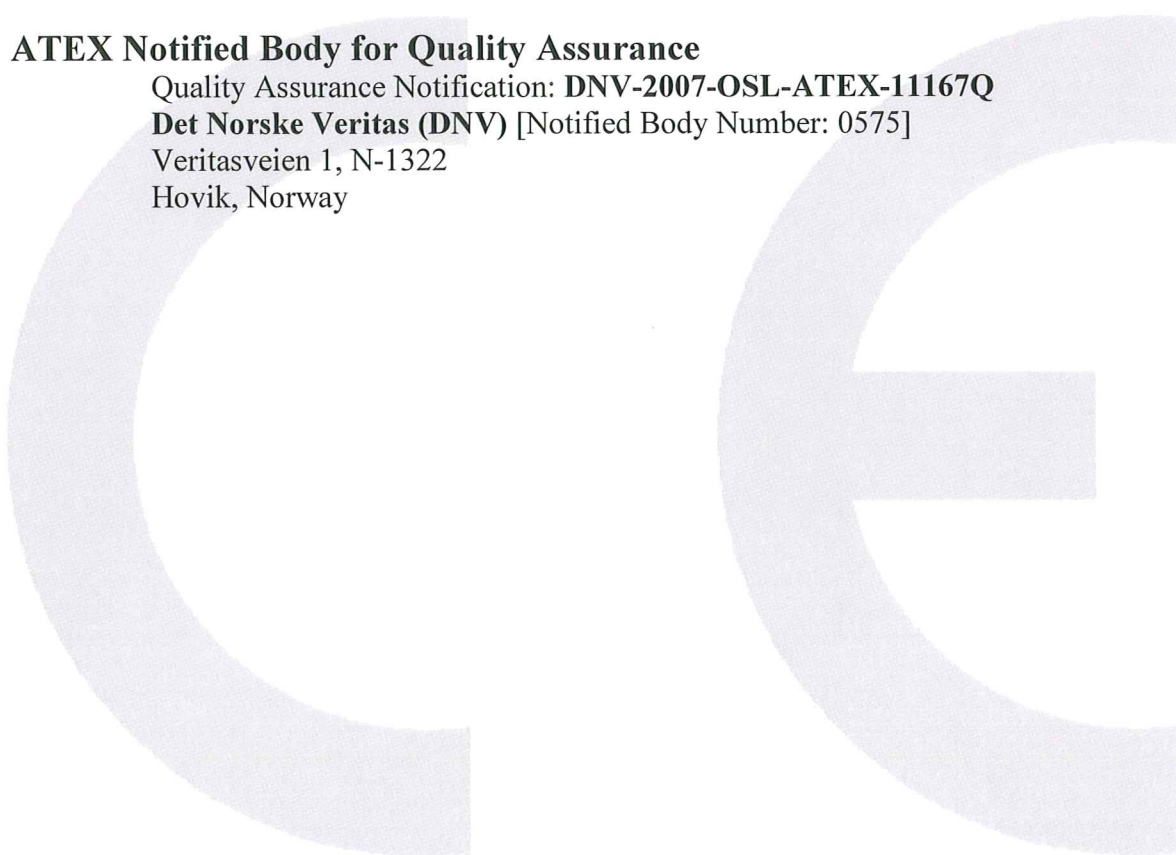 ATEX Notified Body for Quality Assurance
Quality Assurance Notification: DNV-2007-OSL-ATEX-11167Q
Det Norske Veritas (DNV) [Notified Body Number: 0575]
Veritasveien 1, N-1322
Hovik, Norway
CE